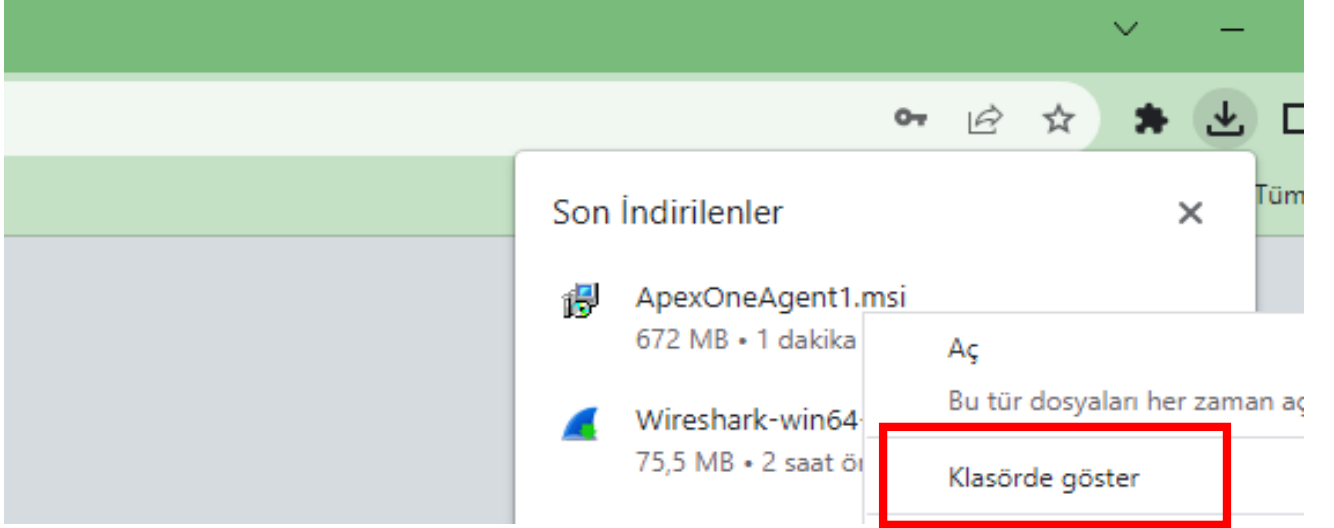 Tüm
Son İndirilenler
ApexOneAgent1.msi
672 MB • 1 dakika
Aç
Bu tür dosyaları her zaman aç
Wireshark-win64-
75,5 MB • 2 saat ön
Klasörde göster